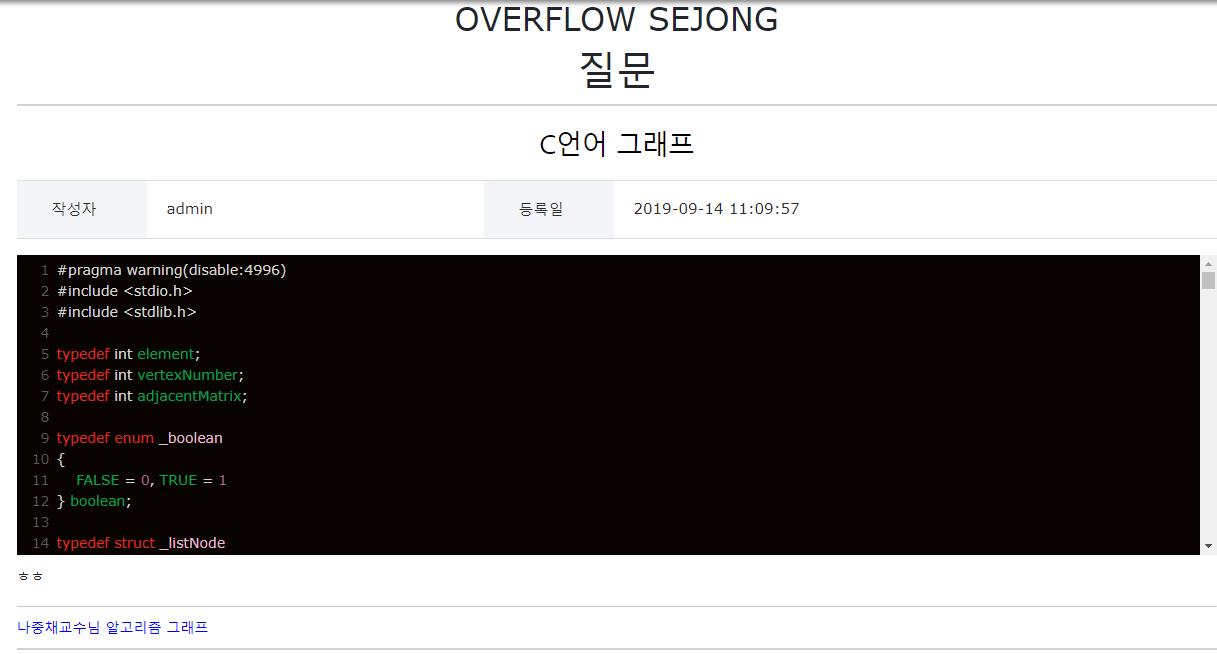 OVERFLOW SEJONG
질문
C언어 그래프
작성자 admin 등록일 2019-09-14 11:09:57
1 #pragma warning(disable:4996)
2 #include <stdio.h>
3 #include <stdlib.h>
4
5 typedef int element;
6 typedef int vertexNumber;
7 typedef int adjacentMatrix;
8
9 typedef enum _boolean
10 {
11 FALSE = 0, TRUE = 1
12 } boolean;
13
14 typedef struct _listNode
ㅎㅎ
나중채교수님 알고리즘 그래프